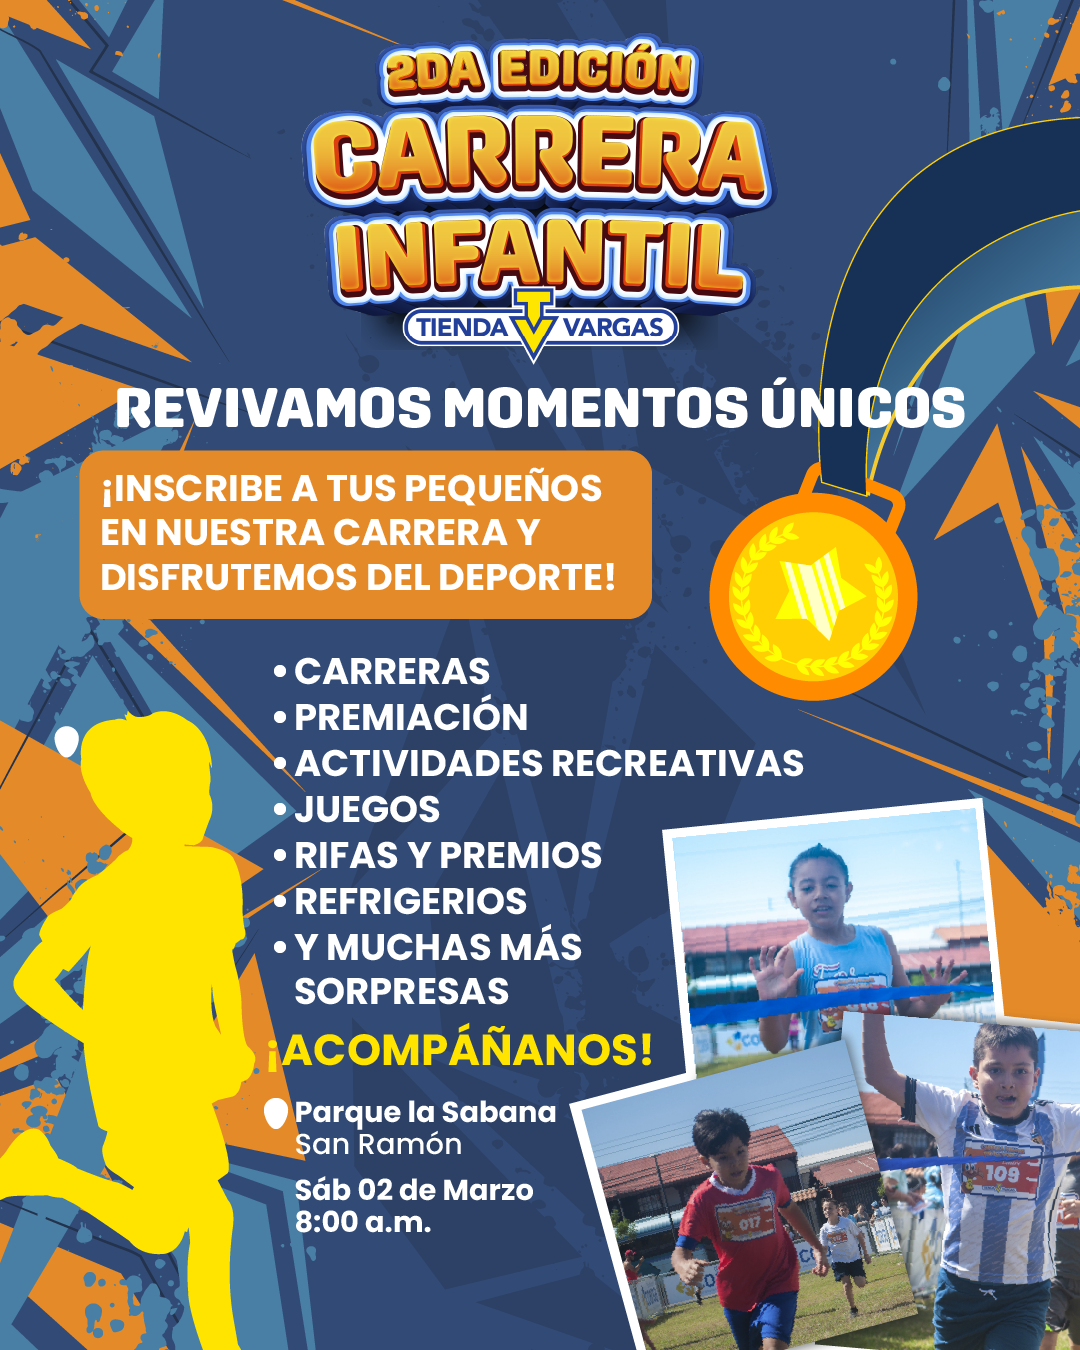 2DA EDICIÓN
CARRERA
INFANTIL
TIENDA VARGAS
REVIVAMOS MOMENTOS ÚNICOS
¡INSCRIBE A TUS PEQUEÑOS
EN NUESTRA CARRERA Y
DISFRUTEMOS DEL DEPORTE!
• CARRERAS
• PREMIACIÓN
• ACTIVIDADES RECREATIVAS
• JUEGOS
• RIFAS Y PREMIOS
• REFRIGERIOS
• Y MUCHAS MÁS
SORPRESAS
¡ACOMPÁÑANOS!
Parque la Sabana
San Ramón
Sáb 02 de Marzo
8:00 a.m.
109
017